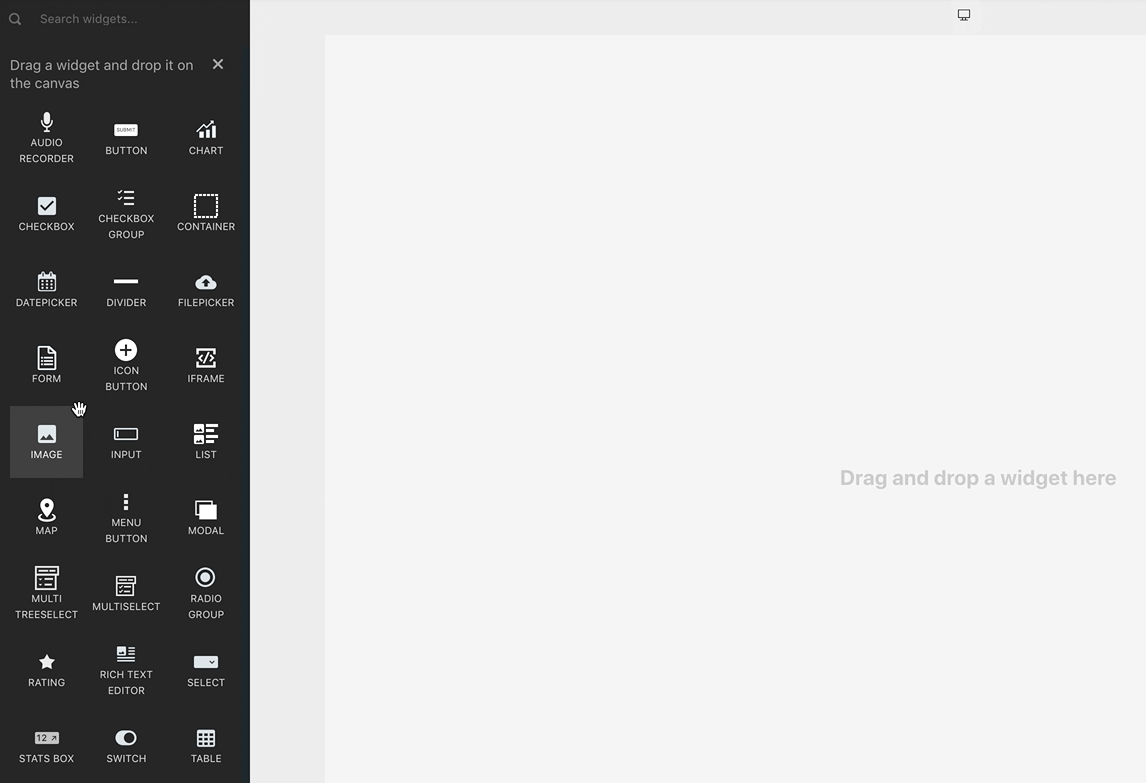 Search widgets...
Drag a widget and drop it on
the canvas
AUDIO
RECORDER
SUBMIT
BUTTON
CHART
CHECKBOX
CHECKBOX
GROUP
CONTAINER
DATEPICKER
DIVIDER
FILEPICKER
FORM
ICON
BUTTON
IFRAME
IMAGE
INPUT
LIST
MAP
MENU
BUTTON
MODAL
MULTI
TREESELECT
MULTISELECT
RADIO
GROUP
RATING
RICH TEXT
EDITOR
SELECT
12
STATS BOX
SWITCH
TABLE
Drag and drop a widget here